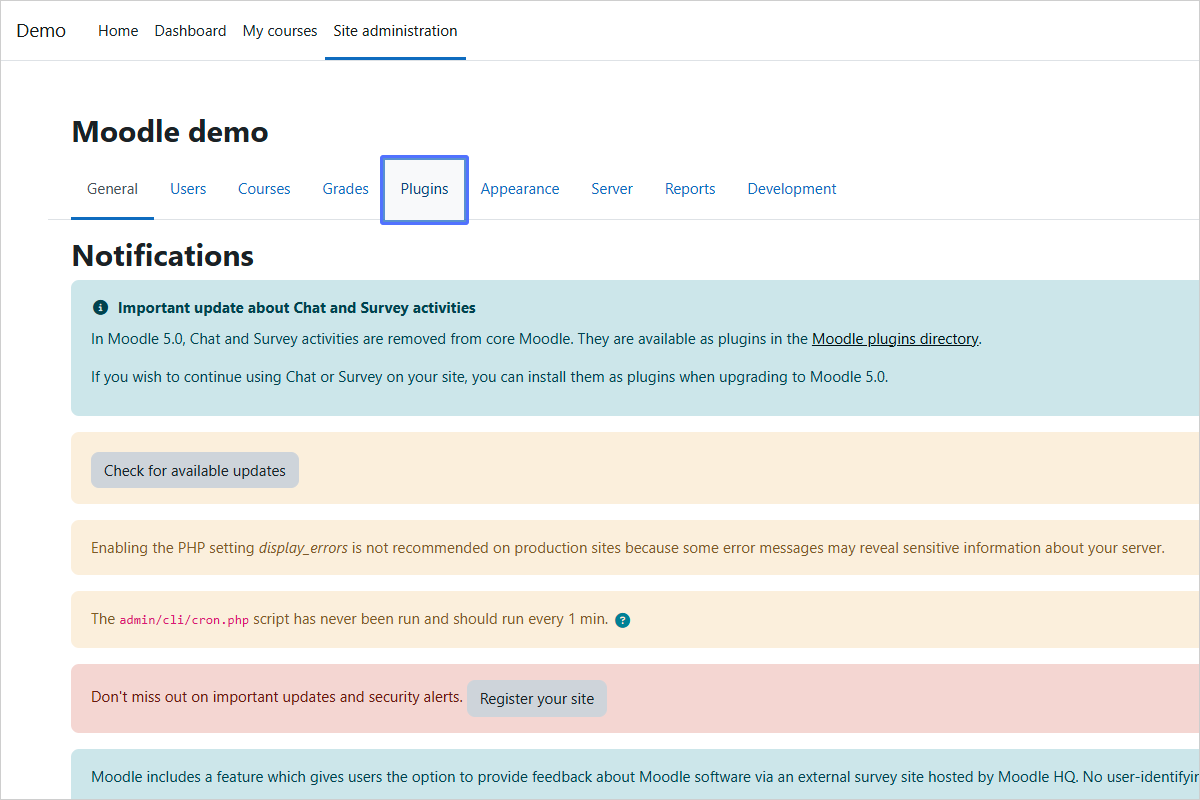 Demo Home Dashboard My courses Site administration
Moodle demo
General Users Courses Grades Plugins Appearance Server Reports Development
Notifications
Important update about Chat and Survey activities
In Moodle 5.0, Chat and Survey activities are removed from core Moodle. They are available as plugins in the Moodle plugins directory.
If you wish to continue using Chat or Survey on your site, you can install them as plugins when upgrading to Moodle 5.0.
Check for available updates
Enabling the PHP setting display_errors is not recommended on production sites because some error messages may reveal sensitive information about your server.
The admin/cli/cron.php script has never been run and should run every 1 min. ?
Don't miss out on important updates and security alerts. Register your site
Moodle includes a feature which gives users the option to provide feedback about Moodle software via an external survey site hosted by Moodle HQ. No